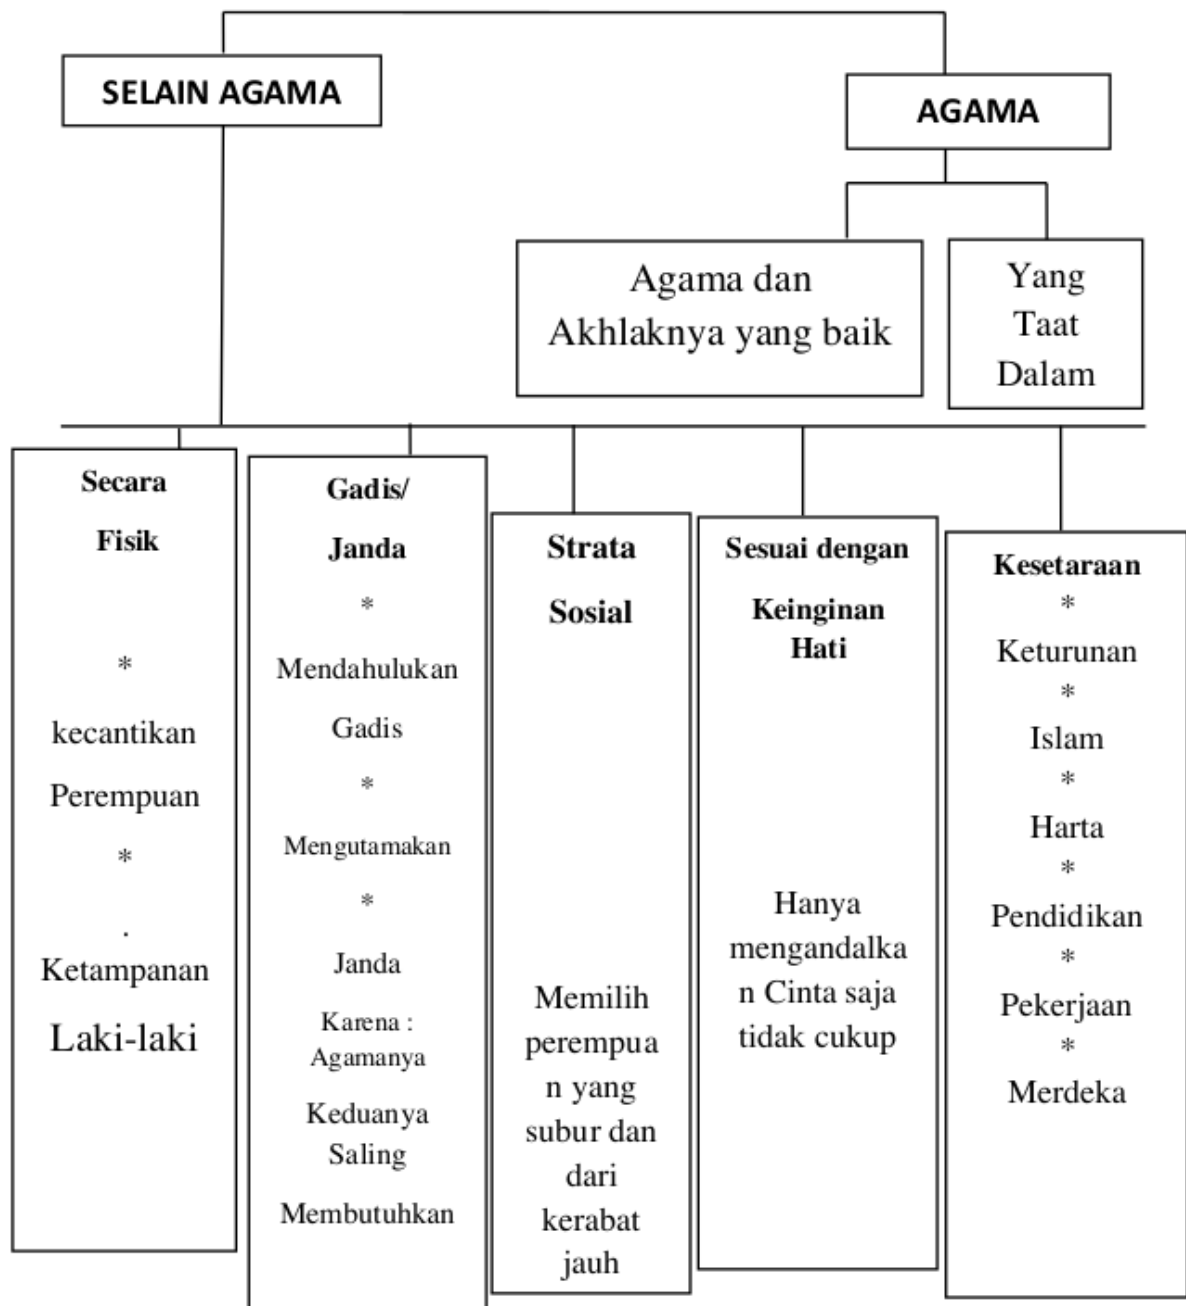 SELAIN AGAMA
AGAMA
Agama dan
Akhlaknya yang baik
Yang
Taat
Dalam
Secara
Fisik
*
kecantikan
Perempuan
*
.
Ketampanan
Laki-laki
Gadis/
Janda
*
Mendahulukan
Gadis
*
Mengutamakan
*
Janda
Karena :
Agamanya
Keduanya
Saling
Membutuhkan
Strata
Sosial
Memilih
perempua
n yang
subur dan
dari
kerabat
jauh
Sesuai dengan
Keinginan
Hati
Hanya
mengandalka
n Cinta saja
tidak cukup
Kesetaraan
*
Keturunan
*
Islam
*
Harta
*
Pendidikan
*
Pekerjaan
*
Merdeka